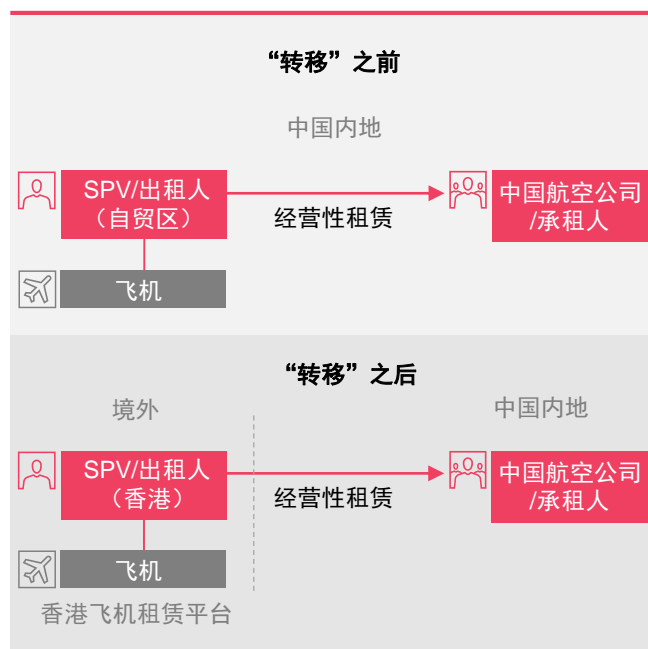 “转移”之前
中国内地
SPV/出租人
（自贸区）
经营性租赁
中国航空公司
/承租人
飞机
“转移”之后
境外
中国内地
SPV/出租人
（香港）
经营性租赁
中国航空公司
/承租人
飞机
香港飞机租赁平台